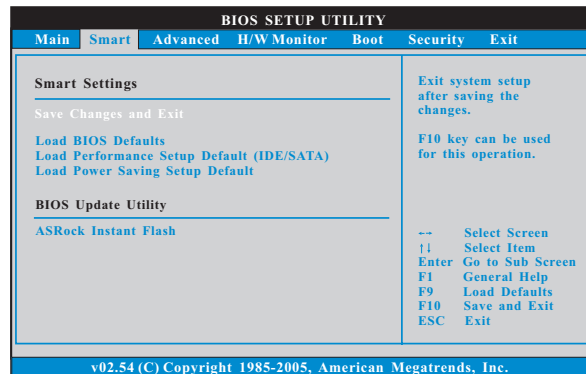 BIOS SETUP UTILITY
Main Smart Advanced H/W Monitor Boot Security Exit
Smart Settings
Save Changes and Exit
Load BIOS Defaults
Load Performance Setup Default (IDE/SATA)
Load Power Saving Setup Default
BIOS Update Utility
ASRock Instant Flash
Exit system setup
after saving the
changes.
F10 key can be used
for this operation.
←→ Select Screen
↑↓ Select Item
Enter Go to Sub Screen
F1 General Help
F9 Load Defaults
F10 Save and Exit
ESC Exit
v02.54 (C) Copyright 1985-2005, American Megatrends, Inc.